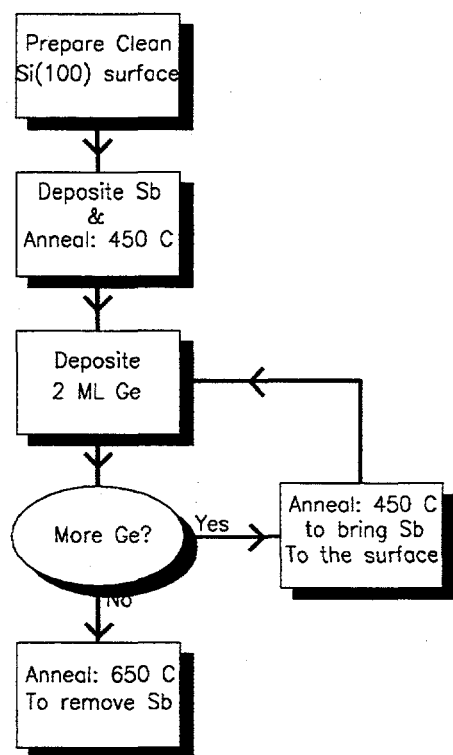 Prepare Clean
Si(100) surface
Deposite Sb
&
Anneal: 450 C
Deposite
2 ML Ge
More Ge?
Yes
Anneal: 450 C
to bring Sb
To the surface
No
Anneal: 650 C
To remove Sb